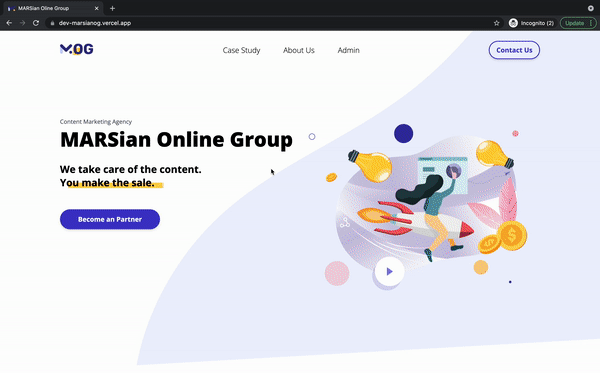 MARSian Oline Group
dev-marsianog.vercel.app
Incognito (2)
Update
MOG
Case Study
About Us
Admin
Contact Us
Content Marketing Agency
MARSian Online Group
We take care of the content.
You make the sale.
Become an Partner